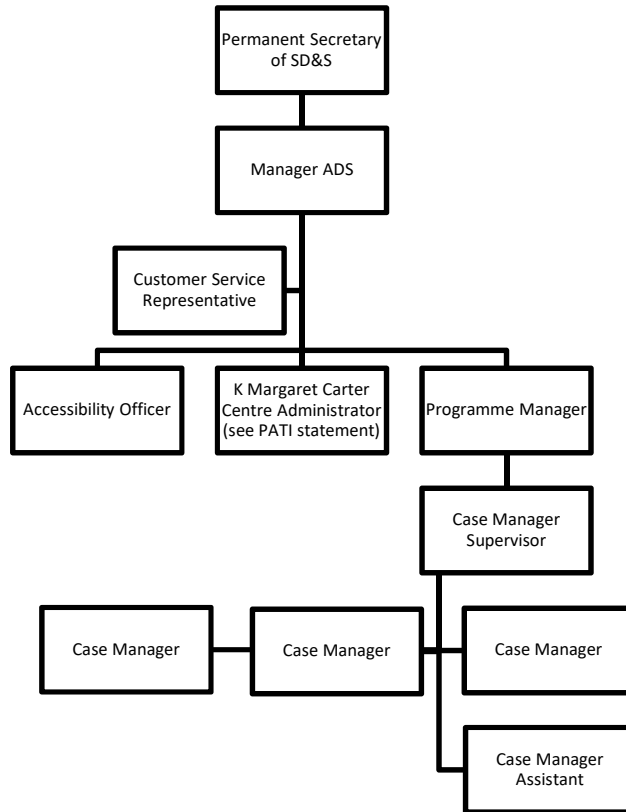 Permanent Secretary
of SD&S
Manager ADS
Customer Service
Representative
Accessibility Officer
K Margaret Carter
Centre Administrator
(see PATI statement)
Programme Manager
Case Manager
Supervisor
Case Manager
Case Manager
Case Manager
Case Manager
Assistant